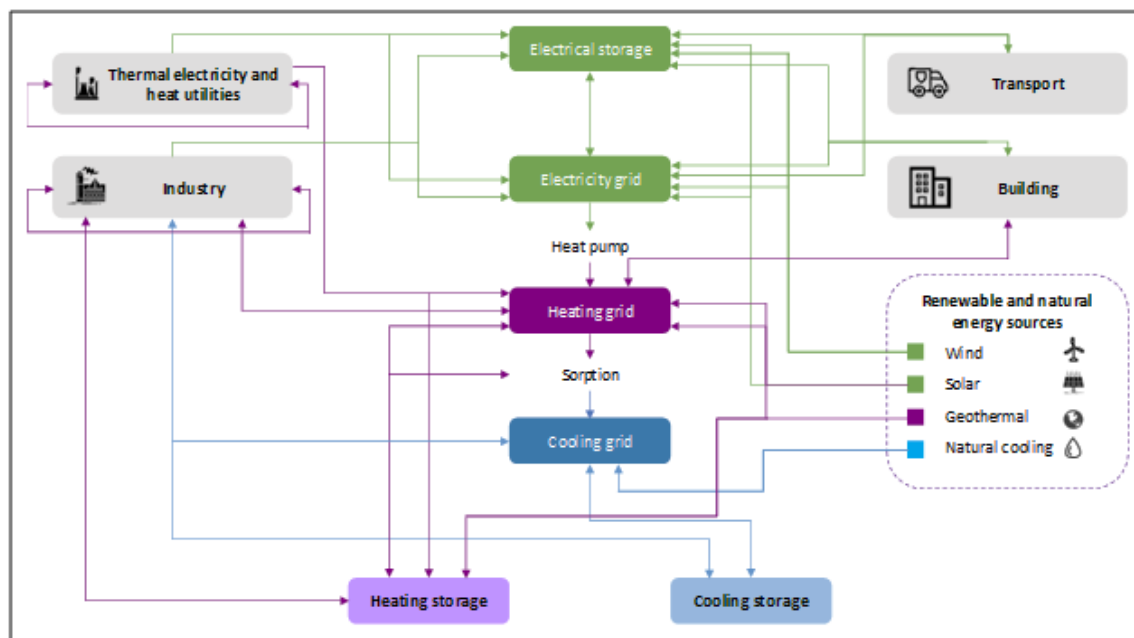 Electrical storage
Thermal electricity and
heat utilities
Transport
Industry
Electricity grid
Building
Heat pump
Renewable and natural
energy sources
Heating grid
Wind
Sorption
Solar
Geothermal
Cooling grid
Natural cooling
Heating storage
Cooling storage